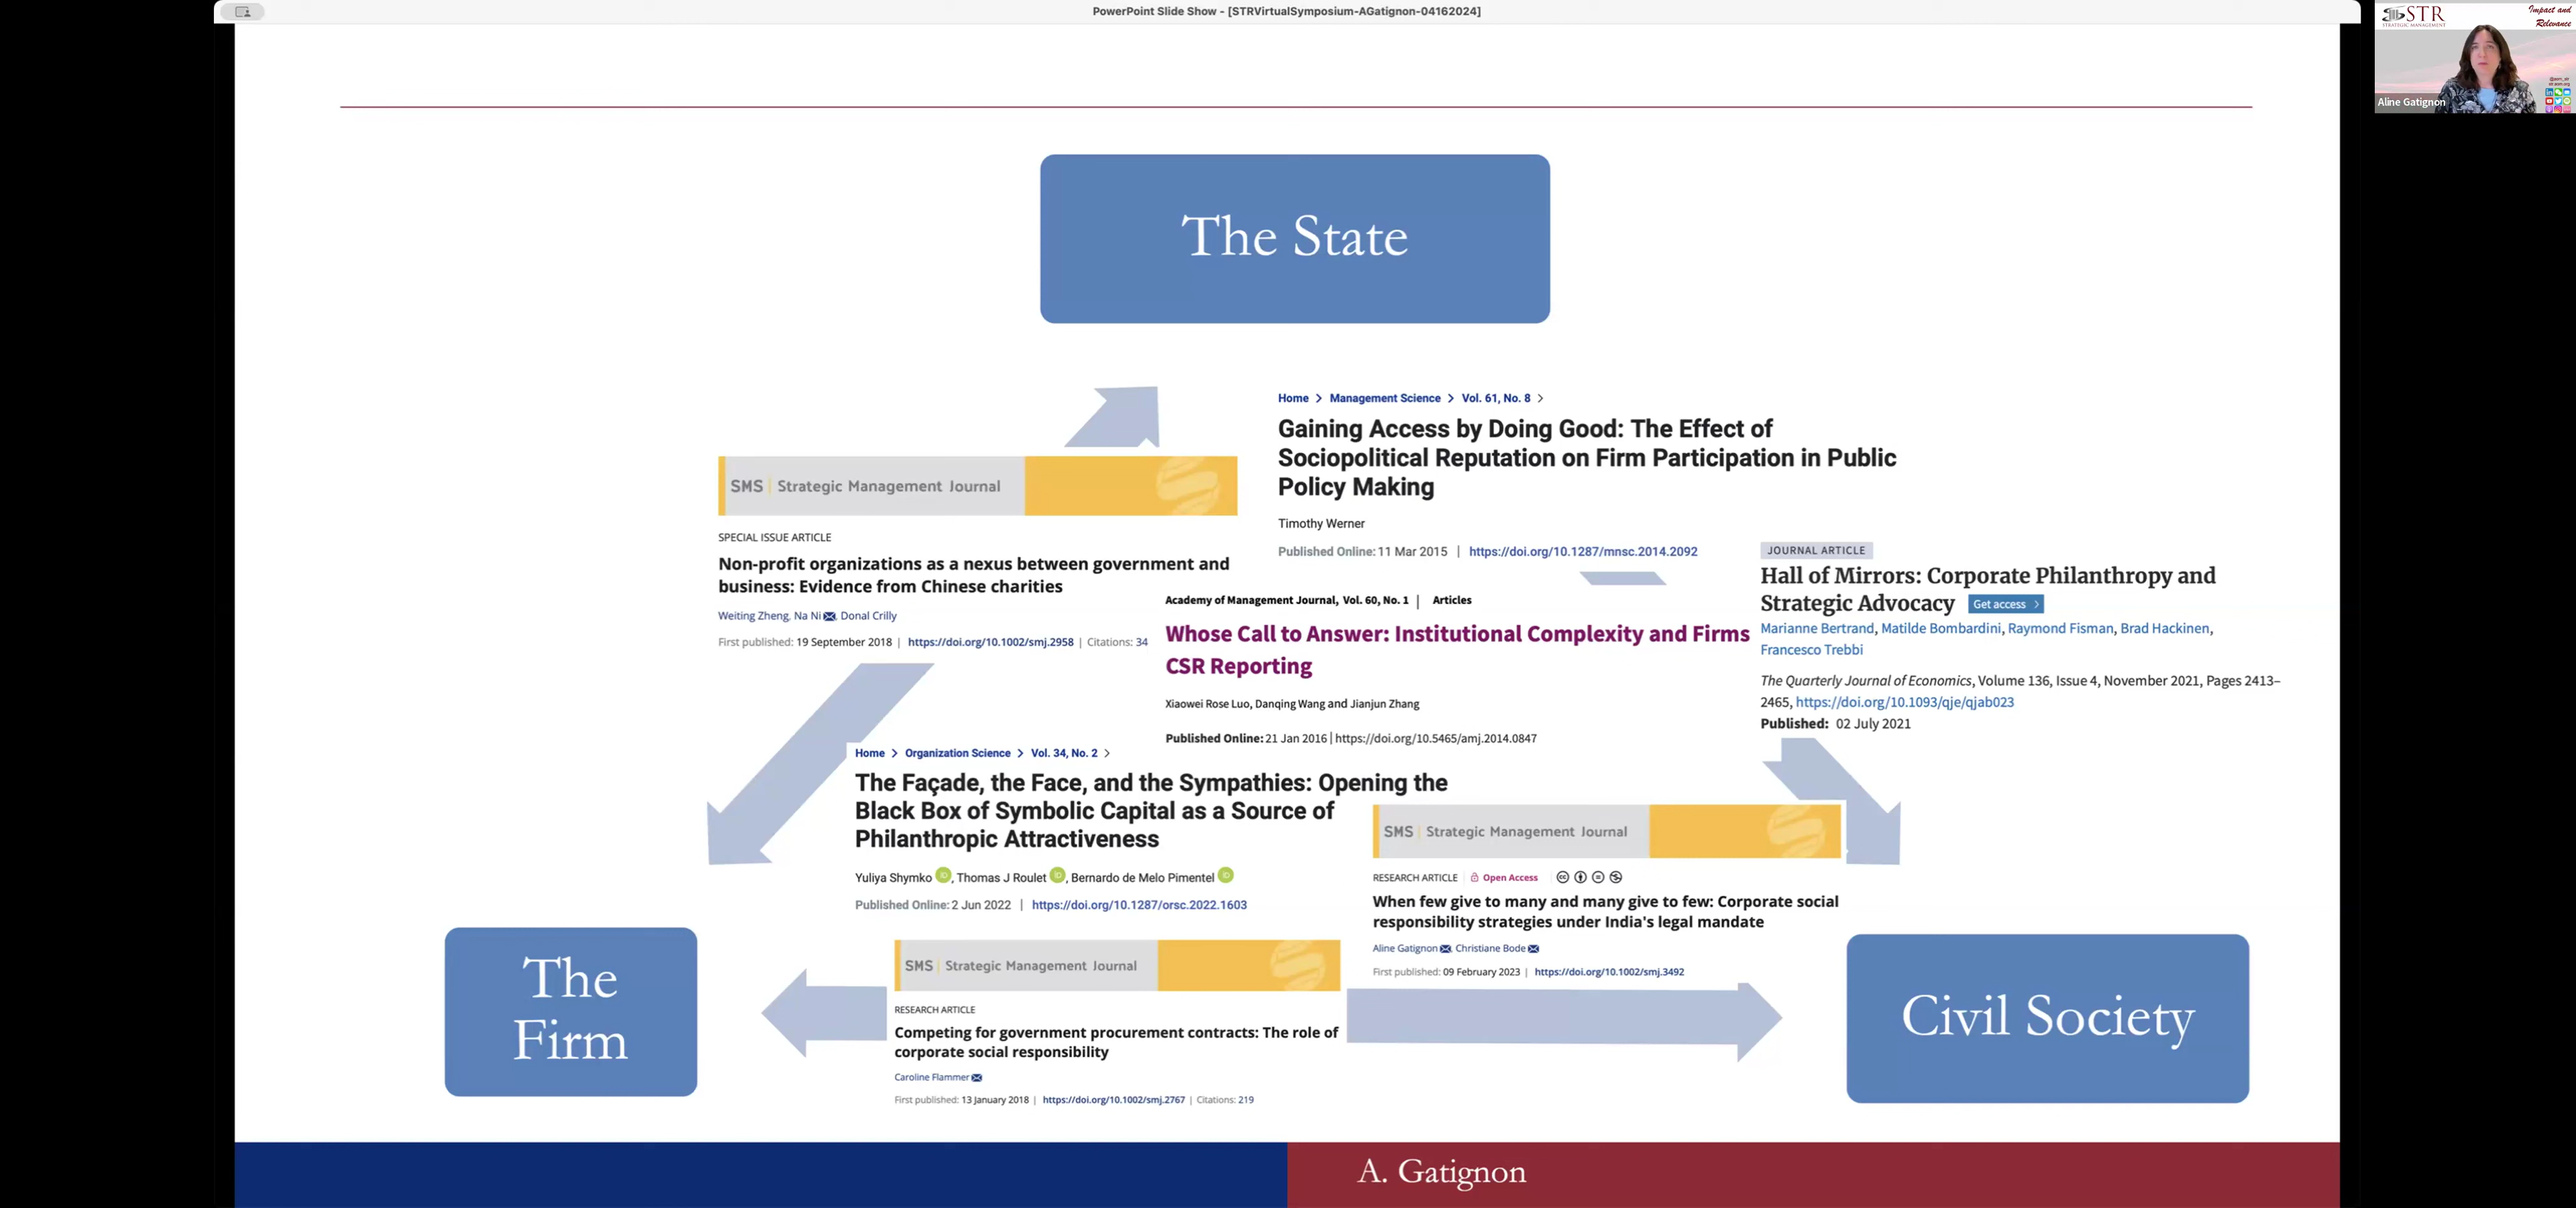 PowerPoint Slide Show - [STRVirtualSymposium-AGatignon-04162024]
STR
STRATEGIC MANAGEMENT
Impact and
Relevance
Aline Gatignon
The State
Home > Management Science > Vol. 61, No. 8 >
Gaining Access by Doing Good: The Effect of
Sociopolitical Reputation on Firm Participation in Public
Policy Making
Timothy Werner
Published Online: 11 Mar 2015 | https://doi.org/10.1287/mnsc.2014.2092
SMS | Strategic Management Journal
SPECIAL ISSUE ARTICLE
Non-profit organizations as a nexus between government and
business: Evidence from Chinese charities
Weiting Zheng, Na Ni, Donal Crilly
First published: 19 September 2018 | https://doi.org/10.1002/smj.2958 | Citations: 34
JOURNAL ARTICLE
Hall of Mirrors: Corporate Philanthropy and
Strategic Advocacy Get access >
Marianne Bertrand, Matilde Bombardini, Raymond Fisman, Brad Hackinen,
Francesco Trebbi
The Quarterly Journal of Economics, Volume 136, Issue 4, November 2021, Pages 2413–
2465, https://doi.org/10.1093/qje/qjab023
Published: 02 July 2021
Academy of Management Journal, Vol. 60, No. 1 | Articles
Whose Call to Answer: Institutional Complexity and Firms
CSR Reporting
Xiaowei Rose Luo, Danqing Wang and Jianjun Zhang
Published Online: 21 Jan 2016 | https://doi.org/10.5465/amj.2014.0847
Home > Organization Science > Vol. 34, No. 2 >
The Façade, the Face, and the Sympathies: Opening the
Black Box of Symbolic Capital as a Source of
Philanthropic Attractiveness
Yuliya Shymko, Thomas J Roulet, Bernardo de Melo Pimentel
Published Online: 2 Jun 2022 | https://doi.org/10.1287/orsc.2022.1603
SMS | Strategic Management Journal
RESEARCH ARTICLE Open Access
When few give to many and many give to few: Corporate social
responsibility strategies under India's legal mandate
Aline Gatignon, Christiane Bode
First published: 09 February 2023 | https://doi.org/10.1002/smj.3492
SMS | Strategic Management Journal
RESEARCH ARTICLE
Competing for government procurement contracts: The role of
corporate social responsibility
Caroline Flammer
First published: 13 January 2018 | https://doi.org/10.1002/smj.2767 | Citations: 219
The
Firm
Civil Society
A. Gatignon